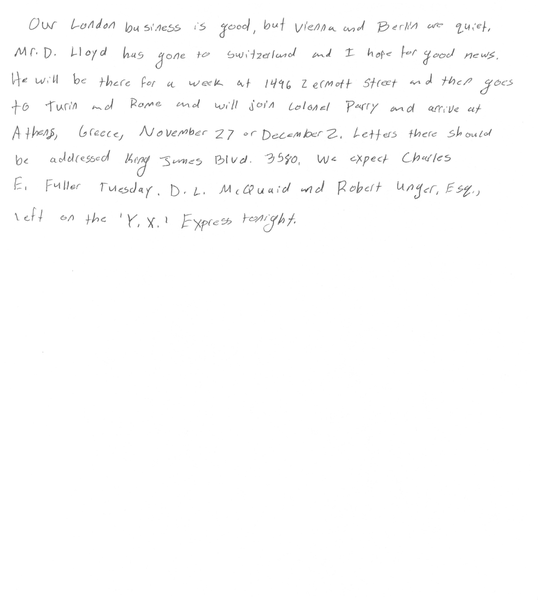 Our London business is good, but Vienna and Berlin are quiet.
Mr. D. Lloyd has gone to Switzerland and I hope for good news.
He will be there for a week at 1496 Zermott Street and then goes
to Turin and Rome and will join Colonel Parry and arrive at
Athens, Greece, November 27 or December 2. Letters there should
be addressed King James Blvd. 3580. We expect Charles
E. Fuller Tuesday. D. L. McQuaid and Robert Unger, Esq.,
left on the 'Y. X.' Express tonight.